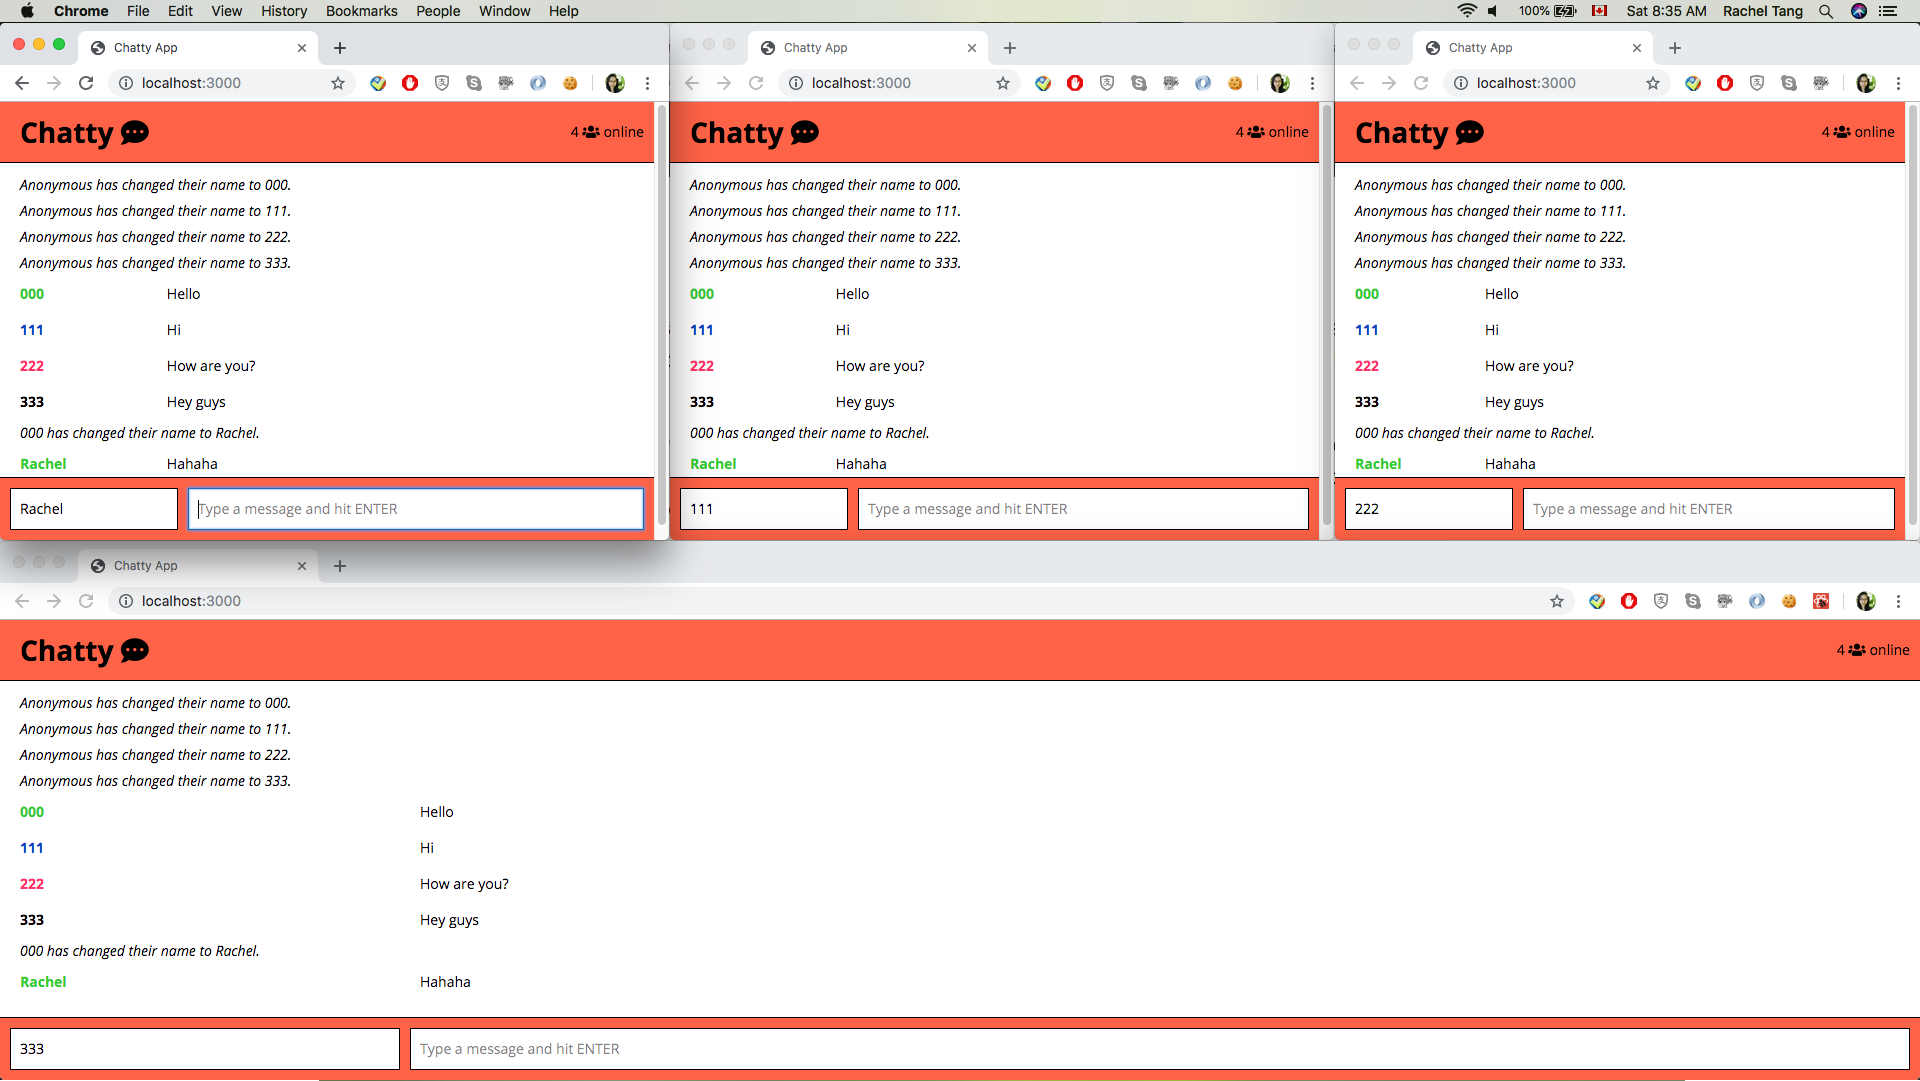 Chrome File Edit View History Bookmarks People Window Help 100% Sat 8:35 AM Rachel Tang
Chatty App
localhost:3000
Chatty 4 online
Anonymous has changed their name to 000.
Anonymous has changed their name to 111.
Anonymous has changed their name to 222.
Anonymous has changed their name to 333.
000 Hello
111 Hi
222 How are you?
333 Hey guys
000 has changed their name to Rachel.
Rachel Hahaha
Rachel Type a message and hit ENTER
Chatty App
localhost:3000
Chatty 4 online
Anonymous has changed their name to 000.
Anonymous has changed their name to 111.
Anonymous has changed their name to 222.
Anonymous has changed their name to 333.
000 Hello
111 Hi
222 How are you?
333 Hey guys
000 has changed their name to Rachel.
Rachel Hahaha
111 Type a message and hit ENTER
Chatty App
localhost:3000
Chatty 4 online
Anonymous has changed their name to 000.
Anonymous has changed their name to 111.
Anonymous has changed their name to 222.
Anonymous has changed their name to 333.
000 Hello
111 Hi
222 How are you?
333 Hey guys
000 has changed their name to Rachel.
Rachel Hahaha
222 Type a message and hit ENTER
Chatty App
localhost:3000
Chatty 4 online
Anonymous has changed their name to 000.
Anonymous has changed their name to 111.
Anonymous has changed their name to 222.
Anonymous has changed their name to 333.
000 Hello
111 Hi
222 How are you?
333 Hey guys
000 has changed their name to Rachel.
Rachel Hahaha
333 Type a message and hit ENTER